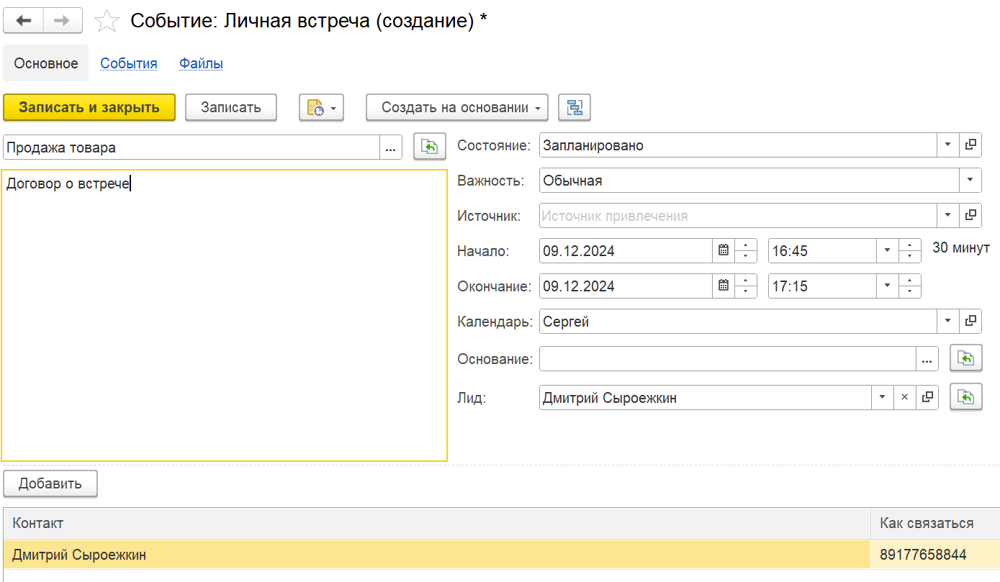 Событие: Личная встреча (создание) *
Основное События Файлы
Записать и закрыть Записать Создать на основании
Продажа товара ...
Договор о встрече
Состояние: Запланировано
Важность: Обычная
Источник: Источник привлечения
Начало: 09.12.2024 16:45 30 минут
Окончание: 09.12.2024 17:15
Календарь: Сергей
Основание: ...
Лид: Дмитрий Сыроежкин
Добавить
Контакт Как связаться
Дмитрий Сыроежкин 89177658844